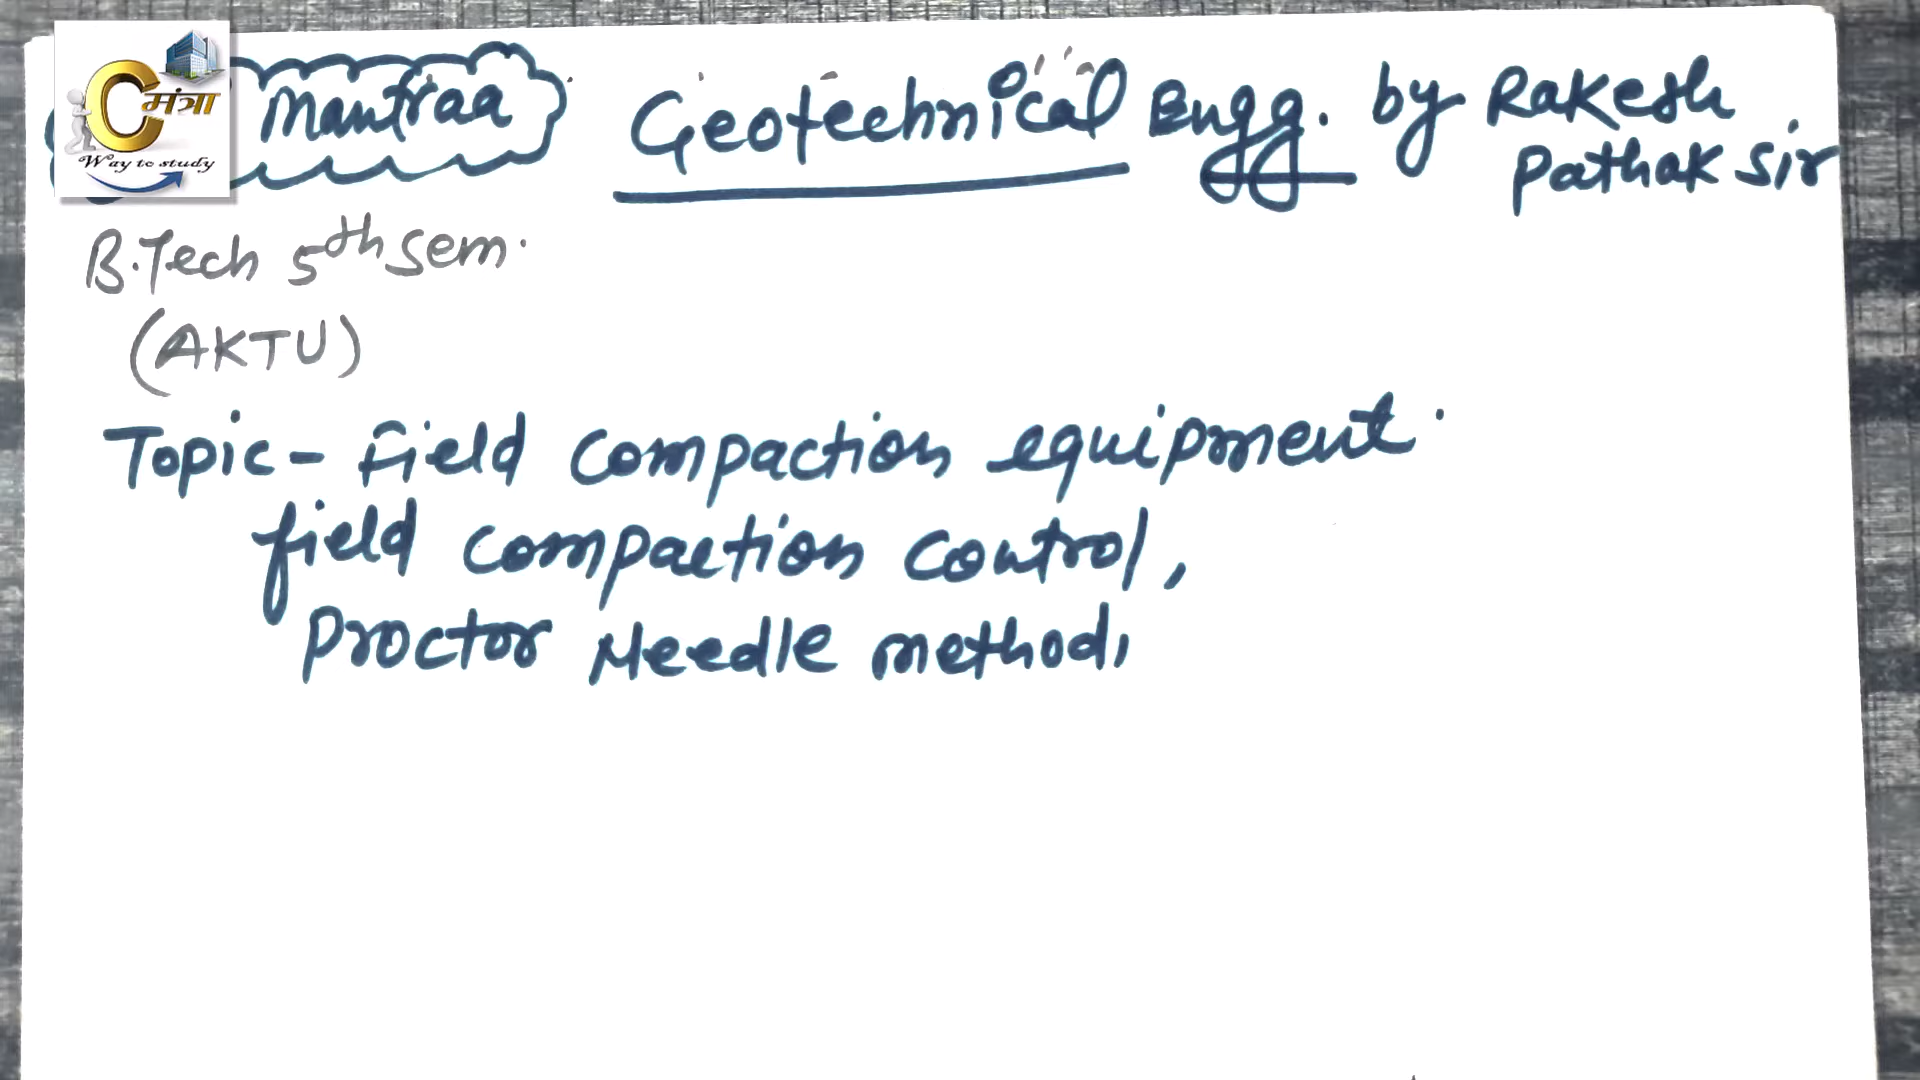 C मंत्रा
Way to study
Mantraa
Geotechnical Engg. by Rakesh
Pathak Sir
B.Tech 5th Sem.
(AKTU)
Topic - Field compaction equipment
field compaction control,
Proctor Needle method,